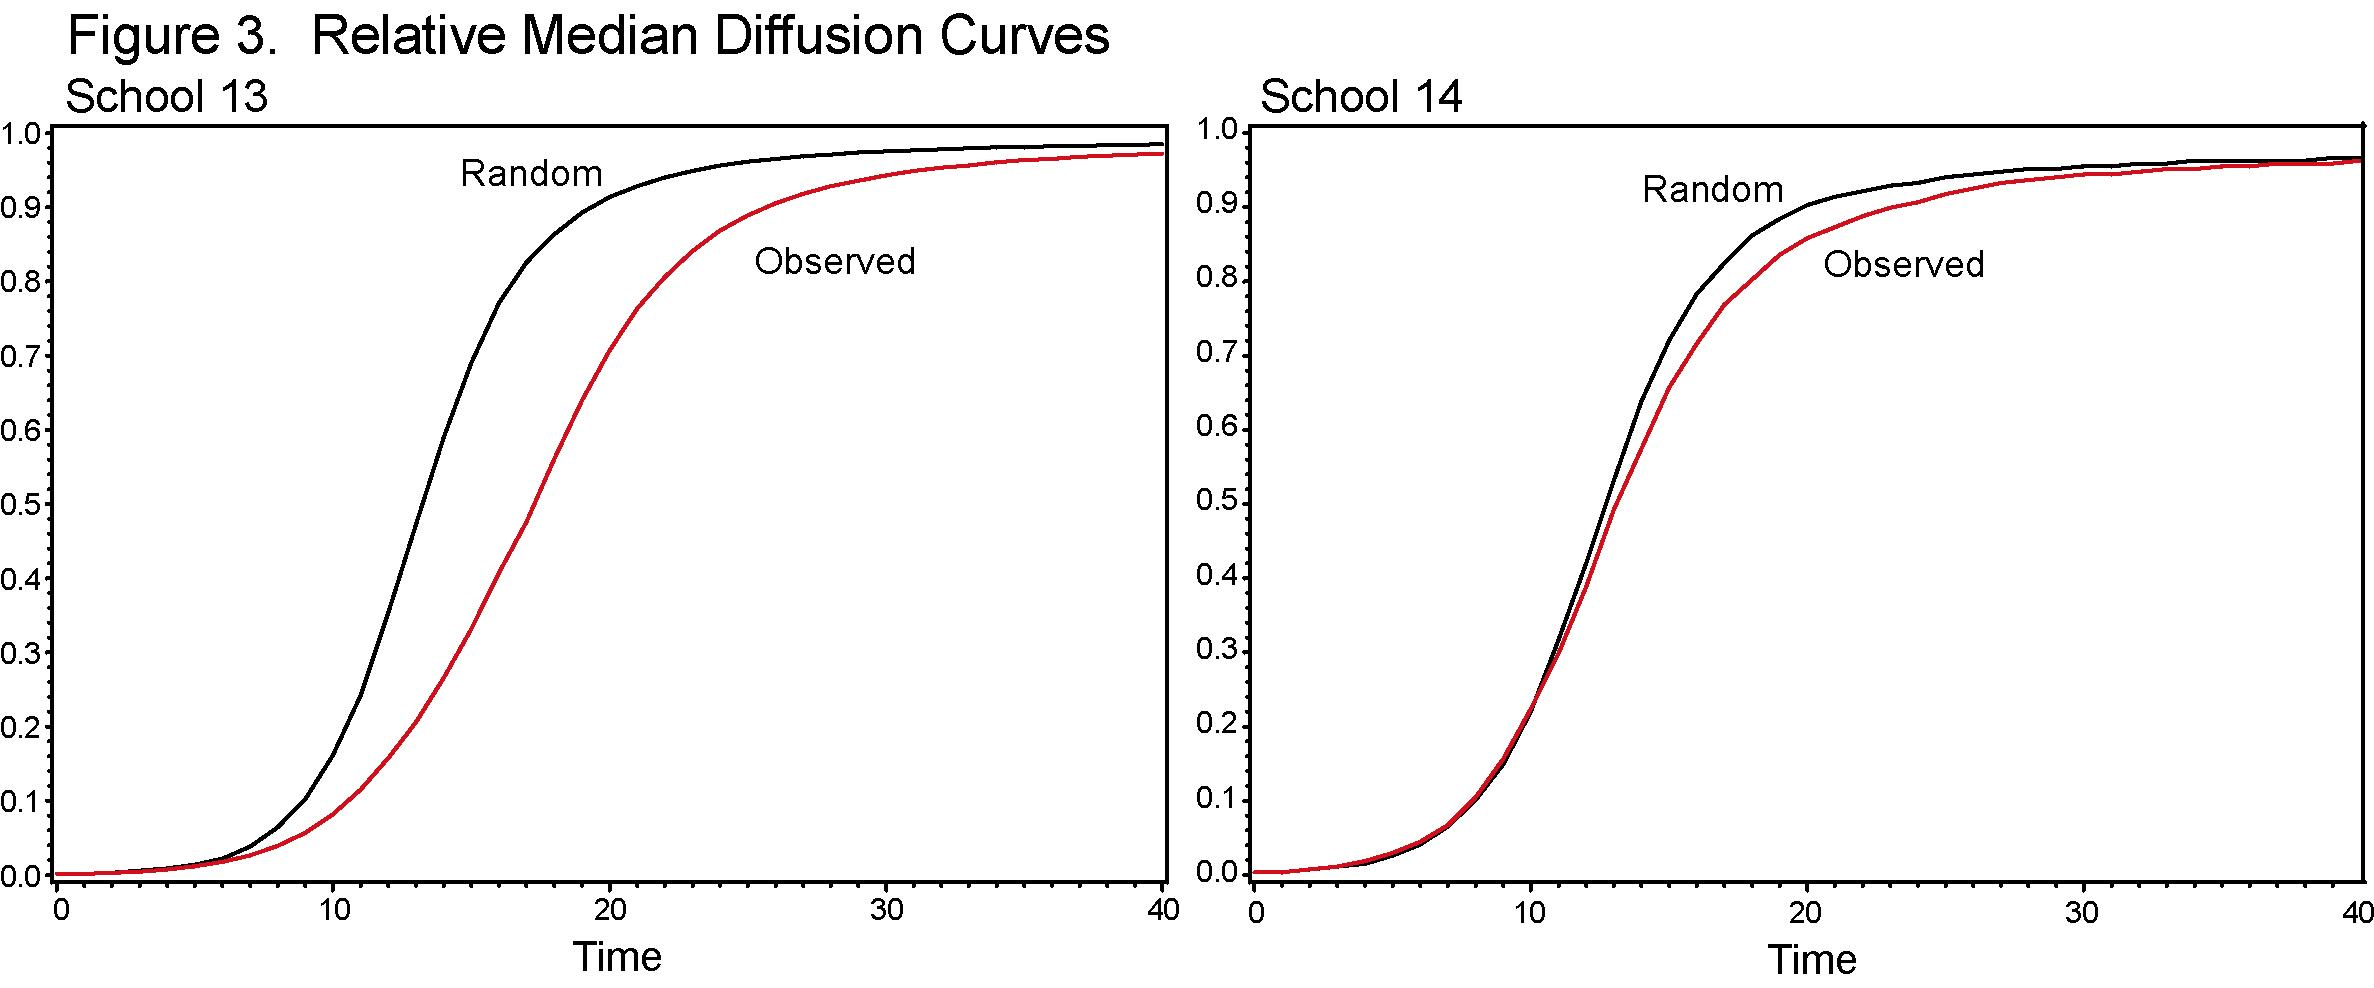 Figure 3.  Relative Median Diffusion Curves
School 13
1.0
0.9
0.8
0.7
0.6
0.5
0.4
0.3
0.2
0.1
0.0
Random
Observed
0 10 20 30 40
Time
School 14
1.0
0.9
0.8
0.7
0.6
0.5
0.4
0.3
0.2
0.1
0.0
Random
Observed
0 10 20 30 40
Time